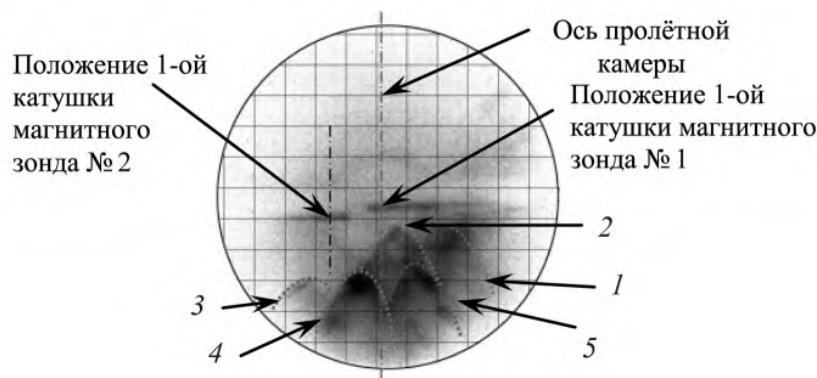 Ось пролётной
камеры
Положение 1-ой
катушки
магнитного
зонда № 2
Положение 1-ой
катушки магнитного
зонда № 1
2
1
3
4
5